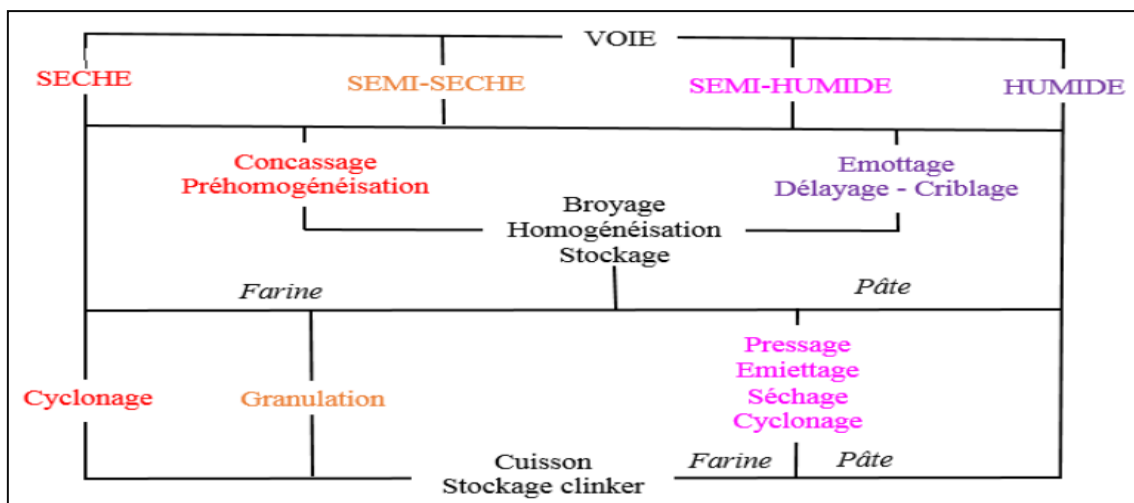 VOIE
SECHE SEMI-SECHE SEMI-HUMIDE HUMIDE
Concassage
Préhomogénéisation
Emottage
Délayage - Criblage
Broyage
Homogénéisation
Stockage
Farine Pâte
Cyclonage
Granulation
Pressage
Emiettage
Séchage
Cyclonage
Cuisson
Stockage clinker
Farine Pâte